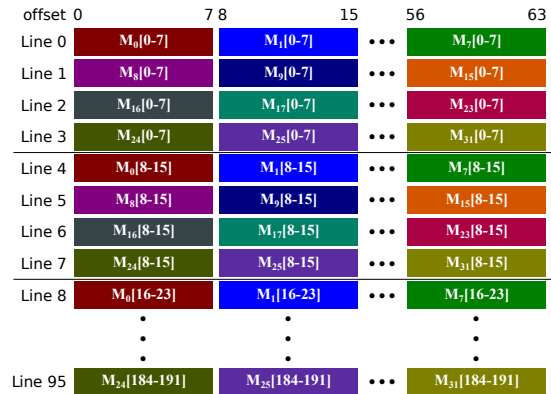 offset 0 7 8 15 56 63
Line 0 M₀[0-7] M₁[0-7] ••• M₇[0-7]
Line 1 M₈[0-7] M₉[0-7] M₁₅[0-7]
Line 2 M₁₆[0-7] M₁₇[0-7] M₂₃[0-7]
Line 3 M₂₄[0-7] M₂₅[0-7] M₃₁[0-7]
Line 4 M₀[8-15] M₁[8-15] ••• M₇[8-15]
Line 5 M₈[8-15] M₉[8-15] M₁₅[8-15]
Line 6 M₁₆[8-15] M₁₇[8-15] M₂₃[8-15]
Line 7 M₂₄[8-15] M₂₅[8-15] M₃₁[8-15]
Line 8 M₀[16-23] M₁[16-23] ••• M₇[16-23]
Line 95 M₂₄[184-191] M₂₅[184-191] ••• M₃₁[184-191]